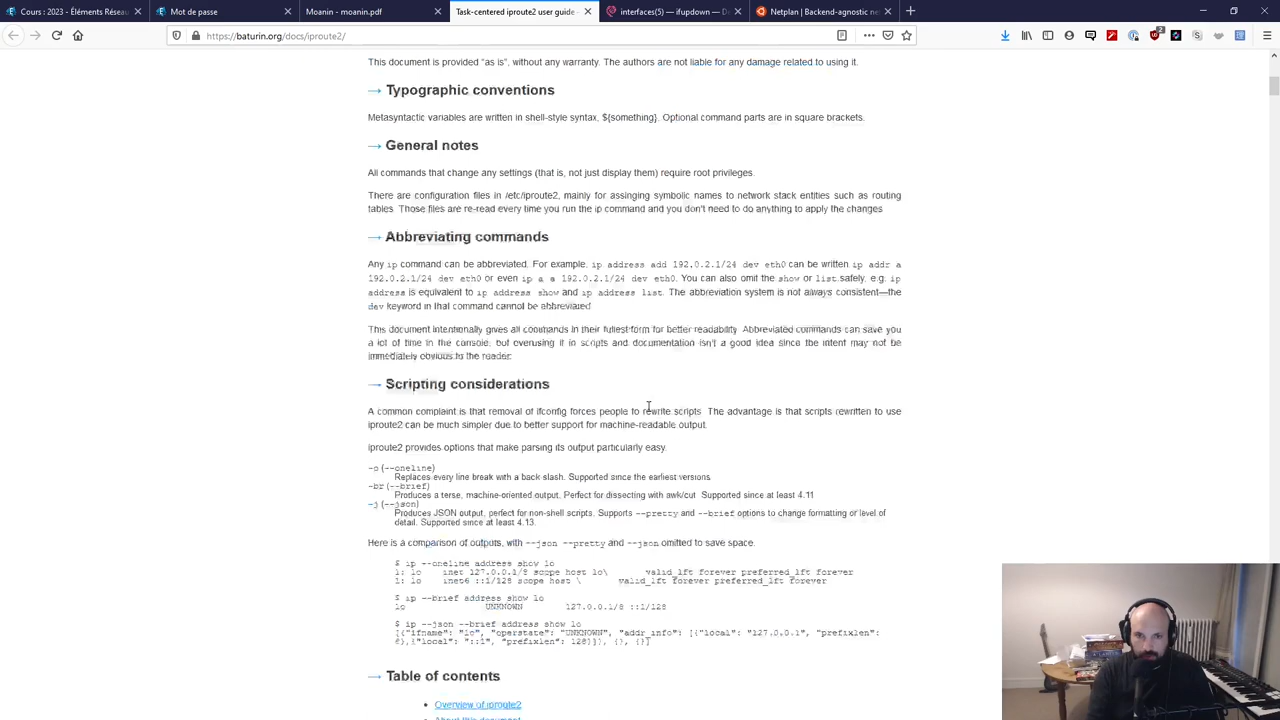 Cours : 2023 - Éléments Résea
Mot de passe
Moanin – moanin.pdf
Task-centered iproute2 user guide –
interfaces(5) — ifupdown — De
Netplan | Backend-agnostic ne
https://baturin.org/docs/iproute2/
This document is provided "as is", without any warranty. The authors are not liable for any damage related to using it.
→ Typographic conventions
Metasyntactic variables are written in shell-style syntax, ${something}. Optional command parts are in square brackets.
→ General notes
All commands that change any settings (that is, not just display them) require root privileges.
There are configuration files in /etc/iproute2, mainly for assinging symbolic names to network stack entities such as routing
tables. Those files are re-read every time you run the ip command and you don't need to do anything to apply the changes.
→ Abbreviating commands
Any ip command can be abbreviated. For example, ip address add 192.0.2.1/24 dev eth0 can be written ip addr a
192.0.2.1/24 dev eth0 or even ip a a 192.0.2.1/24 dev eth0. You can also omit the show or list safely, e.g. ip
address is equivalent to ip address show and ip address list. The abbreviation system is not always consistent—the
dev keyword in that command cannot be abbreviated.
This document intentionally gives all commands in their fullest form for better readability. Abbreviated commands can save you
a lot of time in the console, but overusing it in scripts and documentation isn't a good idea since the intent may not be
immediately obvious to the reader.
→ Scripting considerations
A common complaint is that removal of ifconfig forces people to rewrite scripts. The advantage is that scripts rewritten to use
iproute2 can be much simpler due to better support for machine-readable output.
iproute2 provides options that make parsing its output particularly easy.
-o (--oneline)
Replaces every line break with a back slash. Supported since the earliest versions.
-br (--brief)
Produces a terse, machine-oriented output. Perfect for dissecting with awk/cut. Supported since at least 4.11
-j (--json)
Produces JSON output, perfect for non-shell scripts. Supports --pretty and --brief options to change formatting or level of
detail. Supported since at least 4.13.
Here is a comparison of outputs, with --json --pretty and --json omitted to save space.
$ ip --oneline address show lo
1: lo inet 127.0.0.1/8 scope host lo\ valid_lft forever preferred_lft forever
1: lo inet6 ::1/128 scope host \ valid_lft forever preferred_lft forever
$ ip --brief address show lo
lo UNKNOWN 127.0.0.1/8 ::1/128
$ ip --json --brief address show lo
[{"ifname": "lo", "operstate": "UNKNOWN", "addr_info": [{"local": "127.0.0.1", "prefixlen":
8},{"local": "::1", "prefixlen": 128}]}, {}, {}]
→ Table of contents
• Overview of iproute2
About this document